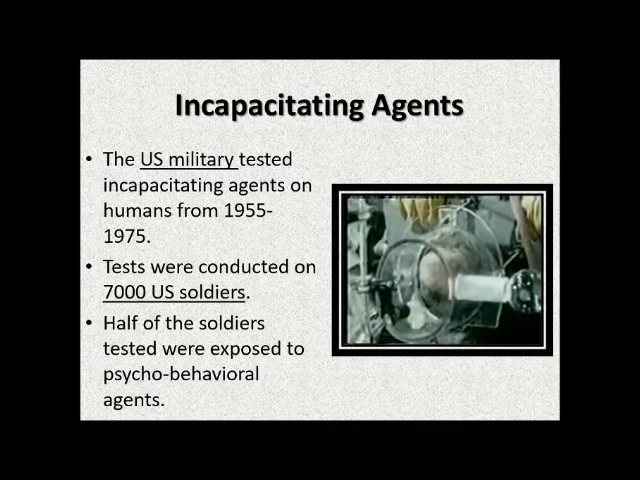 Incapacitating Agents
• The US military tested
incapacitating agents on
humans from 1955-
1975.
• Tests were conducted on
7000 US soldiers.
• Half of the soldiers
tested were exposed to
psycho-behavioral
agents.